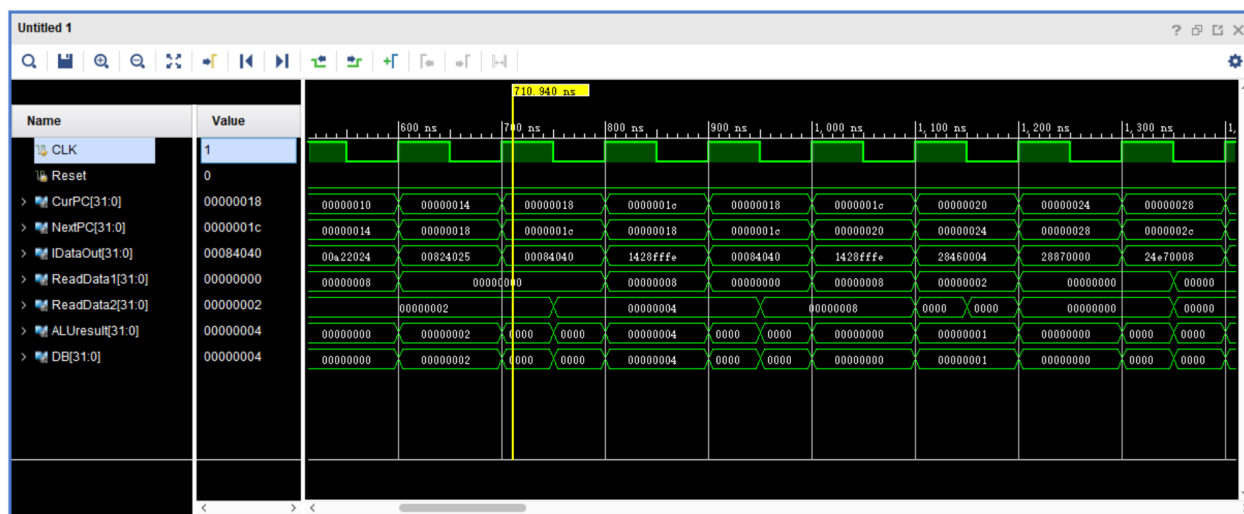 Untitled 1
710.940 ns
Name Value
600 ns 700 ns 800 ns 900 ns 1,000 ns 1,100 ns 1,200 ns 1,300 ns 1,
CLK 1
Reset 0
CurPC[31:0] 00000018 00000010 00000014 00000018 0000001c 00000018 0000001c 00000020 00000024 00000028
NextPC[31:0] 0000001c 00000014 00000018 0000001c 00000018 0000001c 00000020 00000024 00000028 0000002c
IDataOut[31:0] 00084040 00a22024 00824025 00084040 1428fffe 00084040 1428fffe 28460004 28870000 24e70008
ReadData1[31:0] 00000000 00000008 00000000 00000008 00000000 00000008 00000002 00000000 00000
ReadData2[31:0] 00000002 00000002 00000004 00000008 0000 0000 00000000 00000
ALUresult[31:0] 00000004 00000000 00000002 0000 0000 00000004 0000 0000 00000000 00000001 00000000 0000 0000
DB[31:0] 00000004 00000000 00000002 0000 0000 00000004 0000 0000 00000000 00000001 00000000 0000 0000